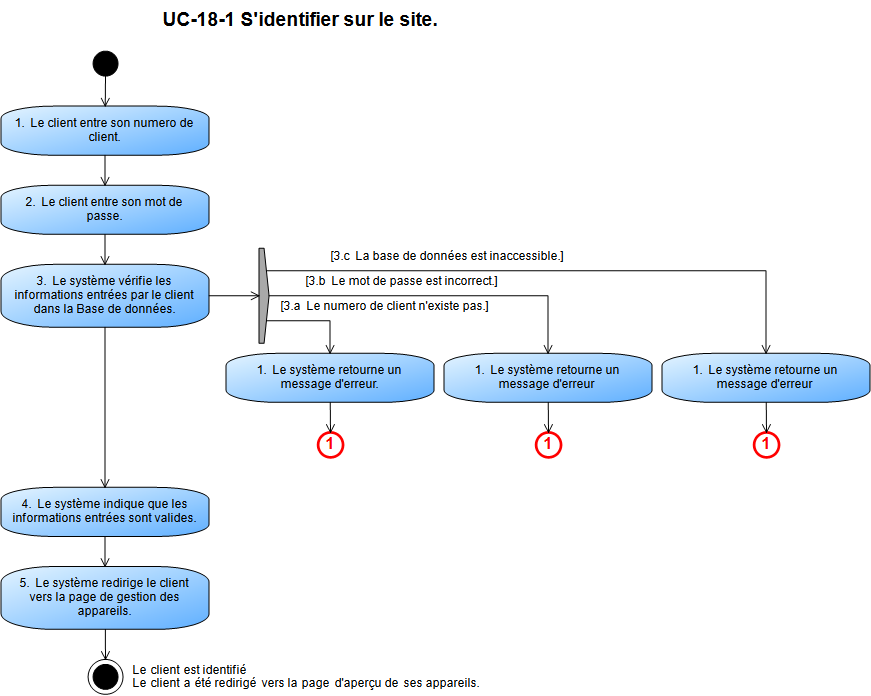 UC-18-1 S'identifier sur le site.
1. Le client entre son numero de
client.
2. Le client entre son mot de
passe.
3. Le système vérifie les
informations entrées par le client
dans la Base de données.
[3.c La base de données est inaccessible.]
[3.b Le mot de passe est incorrect.]
[3.a Le numero de client n'existe pas.]
1. Le système retourne un
message d'erreur.
1. Le système retourne un
message d'erreur
1. Le système retourne un
message d'erreur
1
1
1
4. Le système indique que les
informations entrées sont valides.
5. Le système redirige le client
vers la page de gestion des
appareils.
Le client est identifié
Le client a été redirigé vers la page d'aperçu de ses appareils.